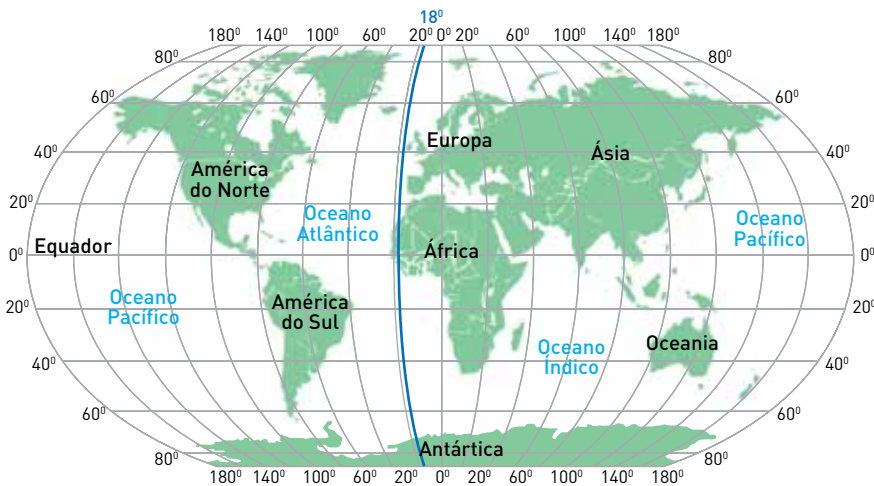 18⁰
180⁰ 140⁰ 100⁰ 60⁰ 20⁰ 0⁰ 20⁰ 60⁰ 100⁰ 140⁰ 180⁰
80⁰ 80⁰
60⁰ 60⁰
Europa
40⁰ Ásia 40⁰
América
do Norte
20⁰ 20⁰
Oceano
Atlântico
Oceano
Pacífico
Equador
África
0⁰ 0⁰
Oceano
Pacífico
América
do Sul
20⁰ 20⁰
Oceania
Oceano
Índico
40⁰ 40⁰
60⁰ 60⁰
Antártica
80⁰ 80⁰
180⁰ 140⁰ 100⁰ 60⁰ 20⁰ 0⁰ 20⁰ 60⁰ 100⁰ 140⁰ 180⁰